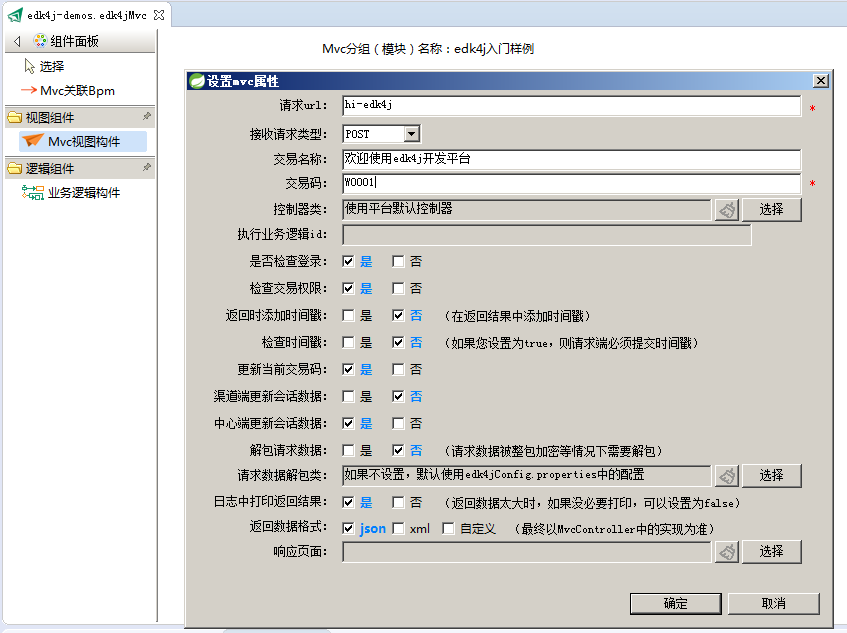 edk4j-demos.edk4jMvc
组件面板
选择
Mvc关联Bpm
视图组件
Mvc视图构件
逻辑组件
业务逻辑构件
Mvc分组（模块）名称：edk4j入门样例
设置mvc属性
请求url： hi-edk4j *
接收请求类型： POST
交易名称： 欢迎使用edk4j开发平台
交易码： W0001 *
控制器类： 使用平台默认控制器 选择
执行业务逻辑id：
是否检查登录： 是 否
检查交易权限： 是 否
返回时添加时间戳： 是 否 （在返回结果中添加时间戳）
检查时间戳： 是 否 （如果您设置为true，则请求端必须提交时间戳）
更新当前交易码： 是 否
渠道端更新会话数据： 是 否
中心端更新会话数据： 是 否
解包请求数据： 是 否 （请求数据被整包加密等情况下需要解包）
请求数据解包类： 如果不设置，默认使用edk4jConfig.properties中的配置 选择
日志中打印返回结果： 是 否 （返回数据太大时，如果没必要打印，可以设置为false）
返回数据格式： json xml 自定义 （最终以MvcController中的实现为准）
响应页面： 选择
确定 取消